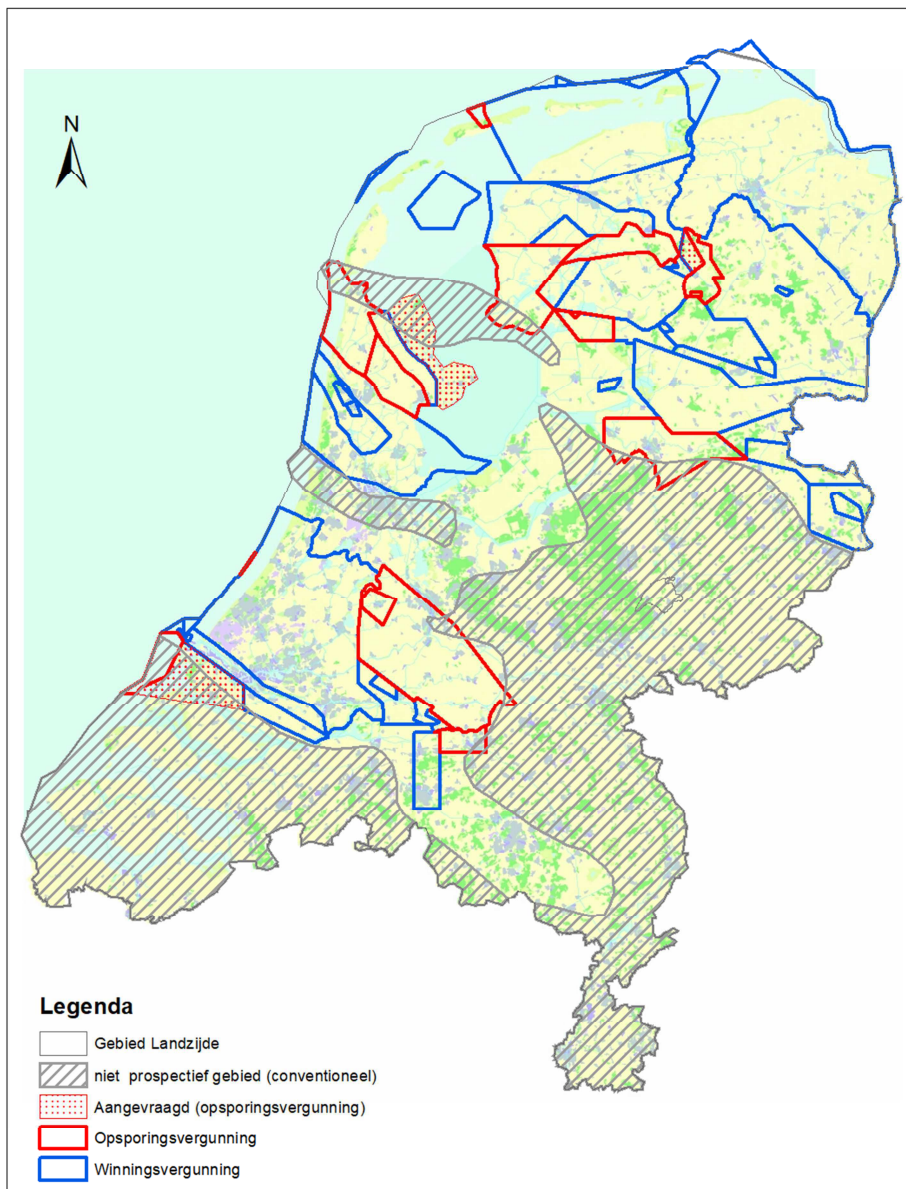 N
Legenda
Gebied Landzijde
niet prospectief gebied (conventioneel)
Aangevraagd (opsporingsvergunning)
Opsporingsvergunning
Winningsvergunning